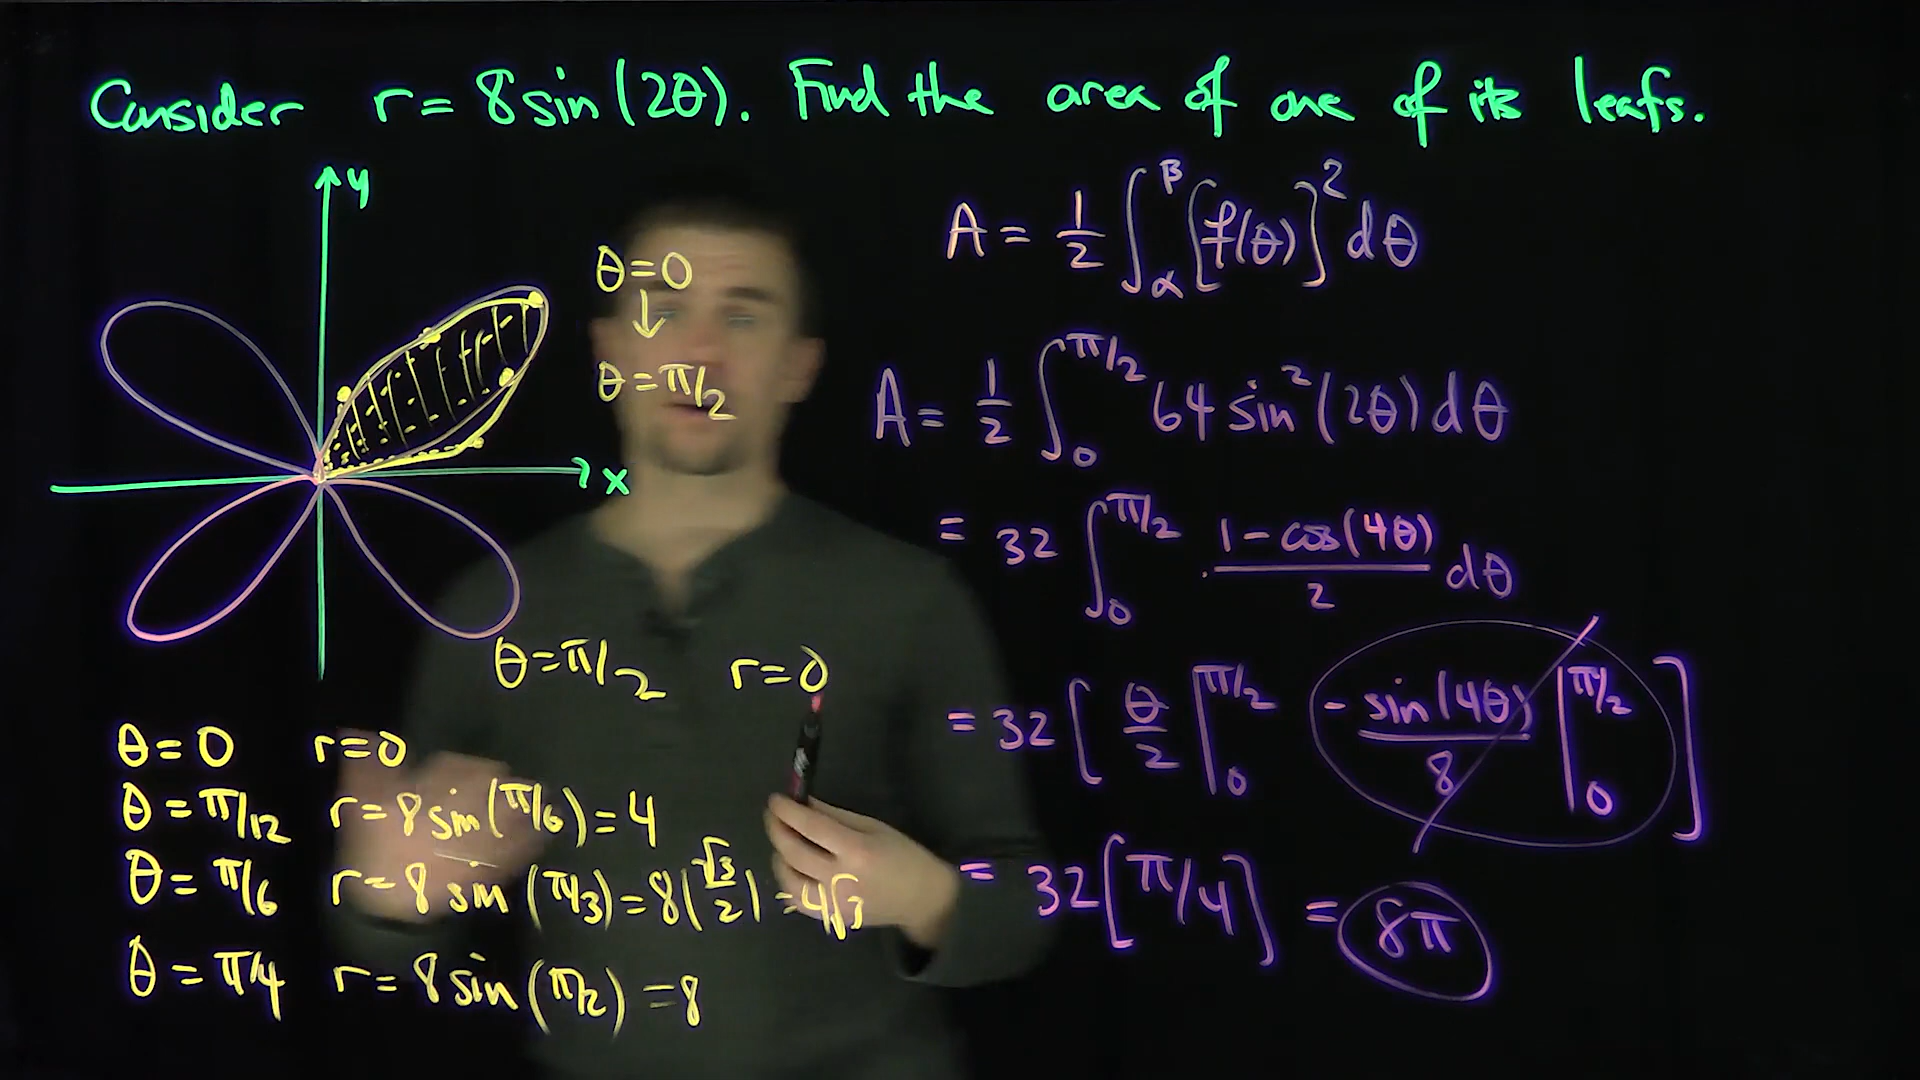 Consider r = 8 sin(2θ). Find the area of one of its leafs.
y
x
θ = 0
↓
θ = π/2
θ = π/2 r = 0
θ = 0 r = 0
θ = π/12 r = 8 sin(π/6) = 4
θ = π/6 r = 8 sin(π/3) = 8(√3/2) = 4√3
θ = π/4 r = 8 sin(π/2) = 8
A = 1/2 ∫_α^β [f(θ)]² dθ
A = 1/2 ∫_0^{π/2} 64 sin²(2θ) dθ
= 32 ∫_0^{π/2} (1 - cos(4θ))/2 dθ
= 32 [ θ/2 |_0^{π/2} - sin(4θ)/8 |_0^{π/2} ]
= 32 [π/4] = 8π